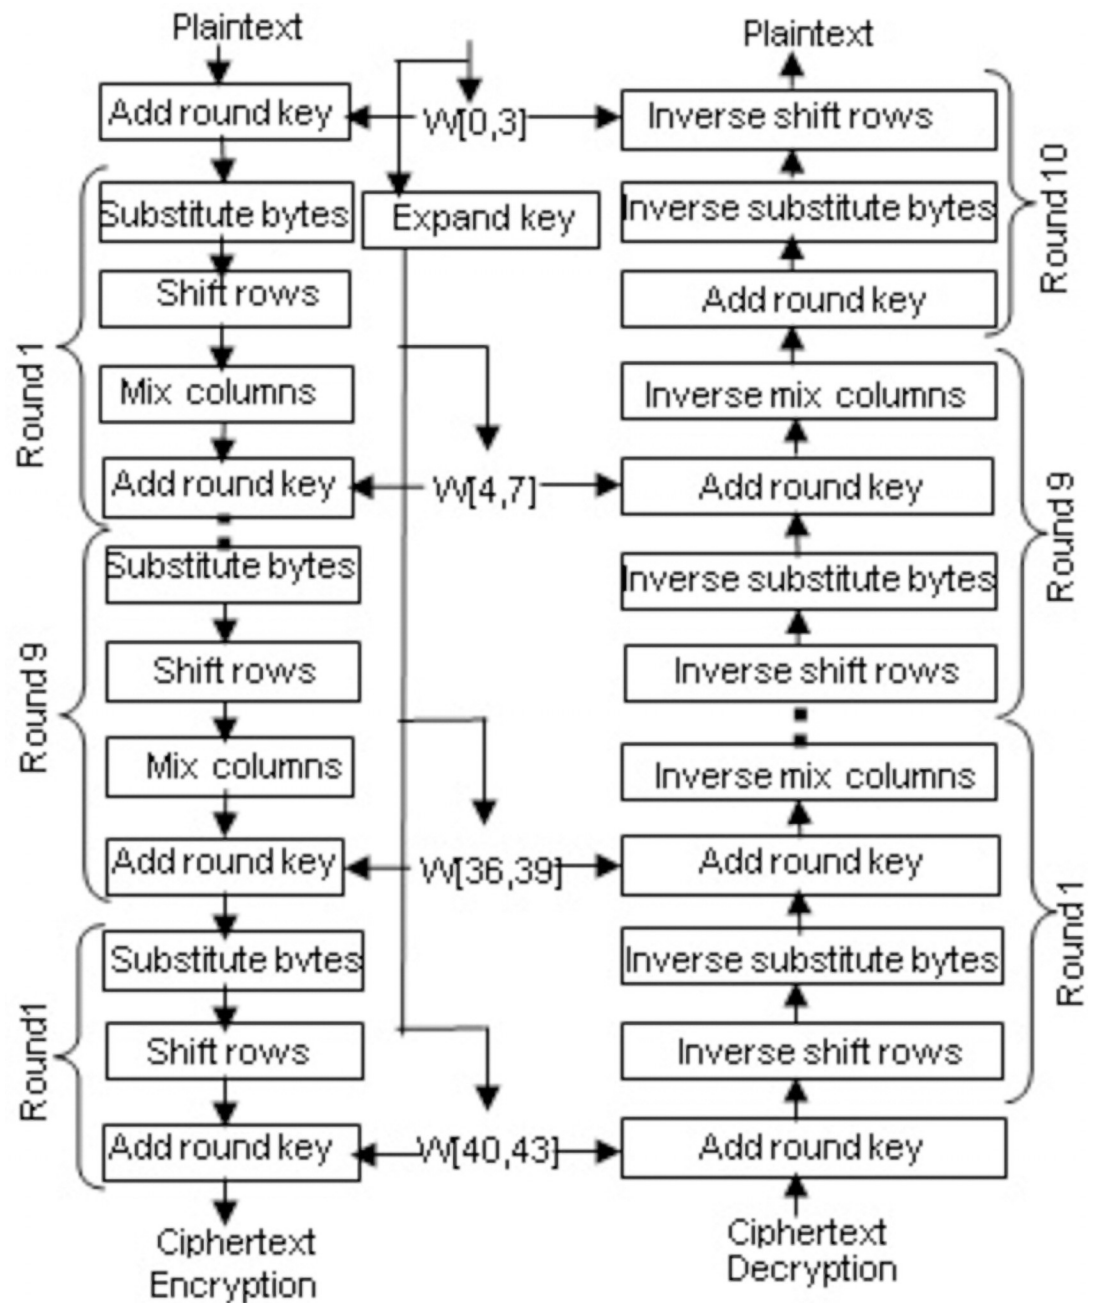 Plaintext
Add round key
Substitute bytes
Shift rows
Mix columns
Add round key
Round 1
Substitute bytes
Shift rows
Mix columns
Add round key
Round 9
Substitute bytes
Shift rows
Add round key
Round1
Ciphertext
Encryption
W[0,3]
Expand key
W[4,7]
W[36,39]
W[40,43]
Plaintext
Inverse shift rows
Inverse substitute bytes
Add round key
Round 10
Inverse mix columns
Add round key
Inverse substitute bytes
Inverse shift rows
Round 9
Inverse mix columns
Add round key
Inverse substitute bytes
Inverse shift rows
Round 1
Add round key
Ciphertext
Decryption